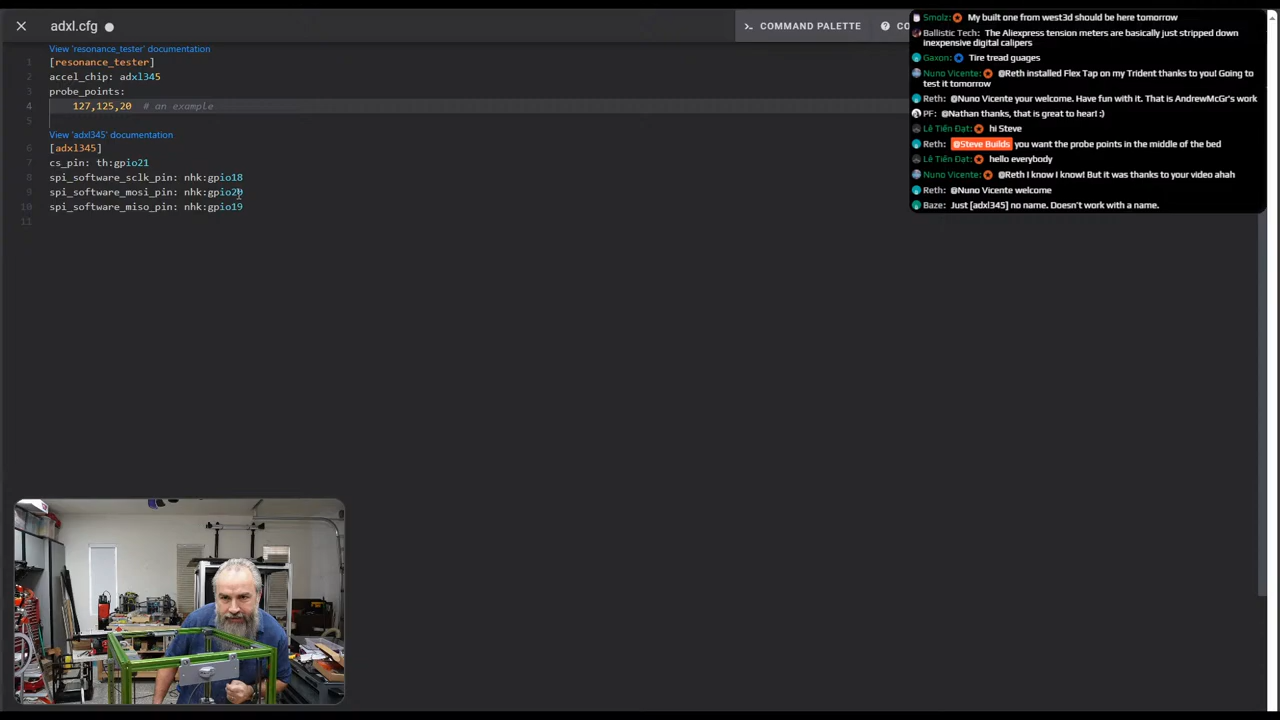 adxl.cfg
COMMAND PALETTE
CO
View 'resonance_tester' documentation
1 [resonance_tester]
2 accel_chip: adxl345
3 probe_points:
4 127,125,20 # an example
5
View 'adxl345' documentation
6 [adxl345]
7 cs_pin: th:gpio21
8 spi_software_sclk_pin: nhk:gpio18
9 spi_software_mosi_pin: nhk:gpio20
10 spi_software_miso_pin: nhk:gpio19
11
Smolz: My built one from west3d should be here tomorrow
Ballistic Tech: The Aliexpress tension meters are basically just stripped down
inexpensive digital calipers
Gaxon: Tire tread guages
Nuno Vicente: @Reth installed Flex Tap on my Trident thanks to you! Going to
test it tomorrow
Reth: @Nuno Vicente your welcome. Have fun with it. That is AndrewMcGr's work
PF: @Nathan thanks, that is great to hear! :)
Lê Tiến Đạt: hi Steve
Reth: @Steve Builds you want the probe points in the middle of the bed
Lê Tiến Đạt: hello everybody
Nuno Vicente: @Reth I know I know! But it was thanks to your video ahah
Reth: @Nuno Vicente welcome
Baze: Just [adxl345] no name. Doesn't work with a name.